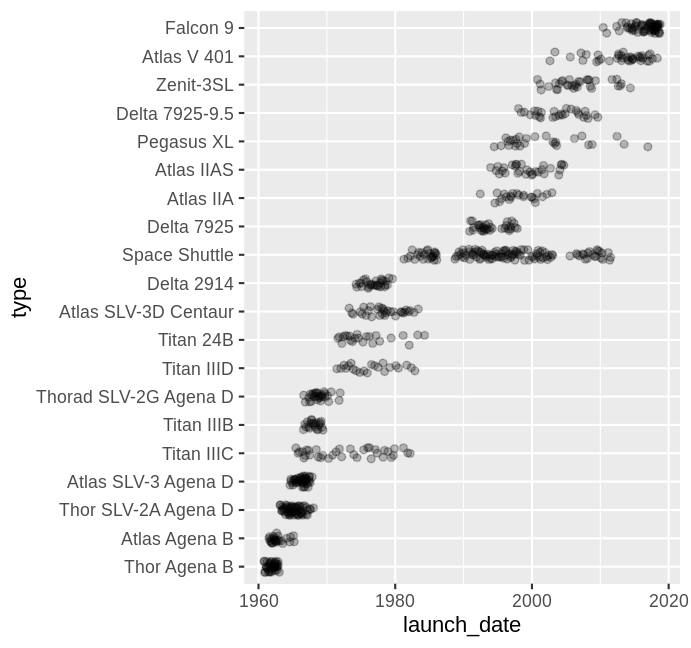 Falcon 9
Atlas V 401
Zenit-3SL
Delta 7925-9.5
Pegasus XL
Atlas IIAS
Atlas IIA
Delta 7925
Space Shuttle
Delta 2914
Atlas SLV-3D Centaur
Titan 24B
Titan IIID
Thorad SLV-2G Agena D
Titan IIIB
Titan IIIC
Atlas SLV-3 Agena D
Thor SLV-2A Agena D
Atlas Agena B
Thor Agena B
type
1960 1980 2000 2020
launch_date